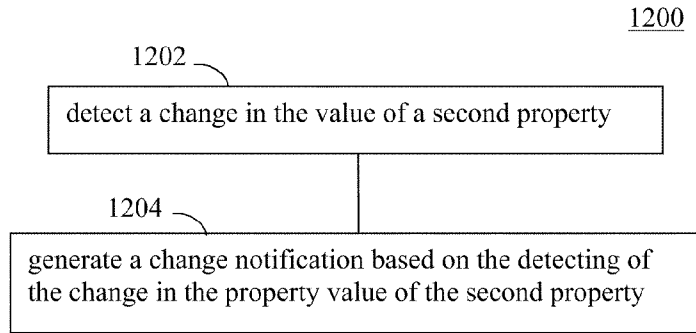 1200
1202
detect a change in the value of a second property
1204
generate a change notification based on the detecting of
the change in the property value of the second property